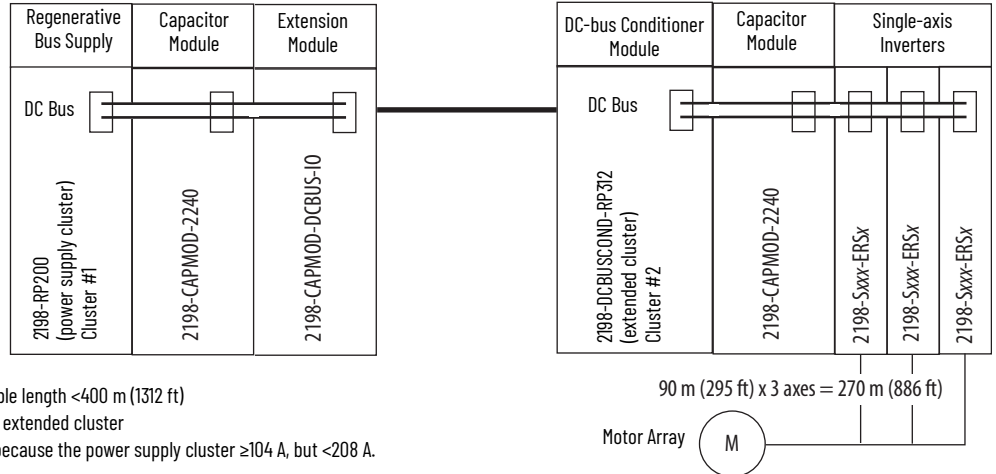 Regenerative
Bus Supply
Capacitor
Module
Extension
Module
DC Bus
2198-RP200
(power supply cluster)
Cluster #1
2198-CAPMOD-2240
2198-CAPMOD-DCBUS-IO
DC-bus Conditioner
Module
Capacitor
Module
Single-axis
Inverters
DC Bus
2198-DCBUSCOND-RP312
(extended cluster)
Cluster #2
2198-CAPMOD-2240
2198-Sxxx-ERSx
2198-Sxxx-ERSx
2198-Sxxx-ERSx
90 m (295 ft) x 3 axes = 270 m (886 ft)
Motor Array
M
length <400 m (1312 ft)
extended cluster
because the power supply cluster ≥104 A, but <208 A.